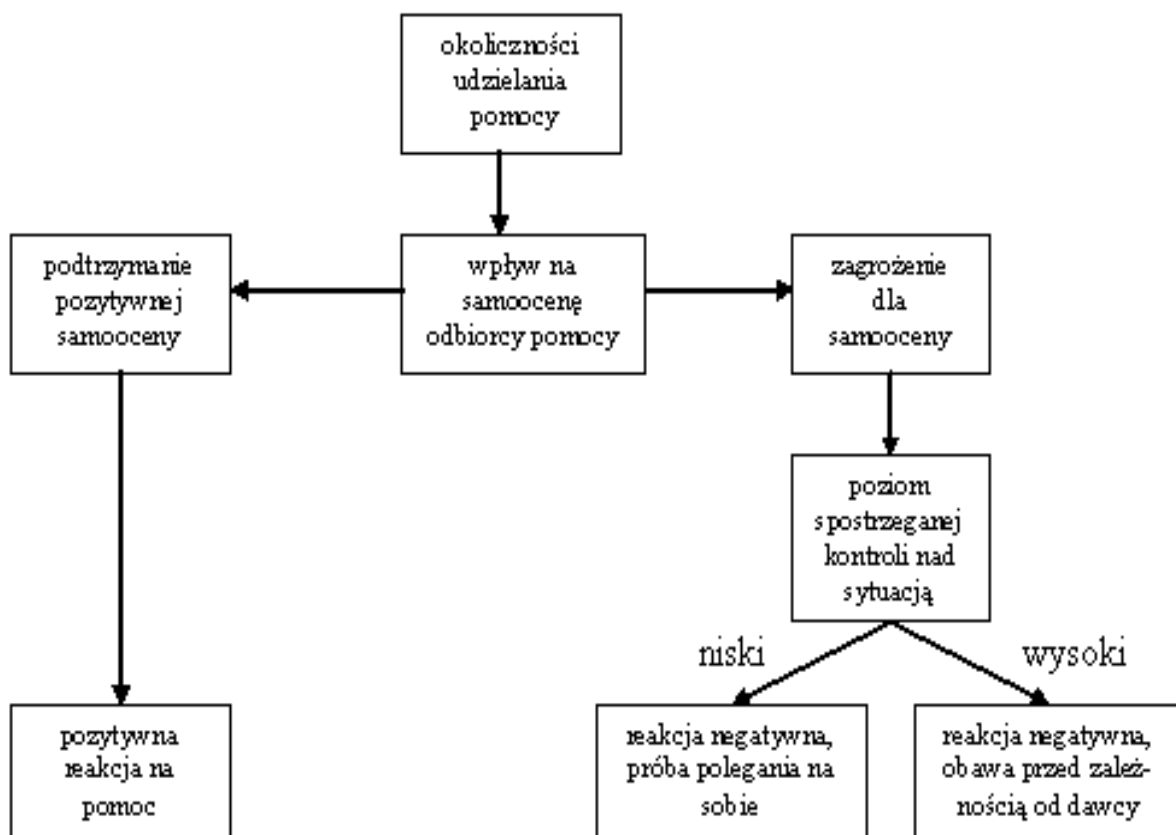 okoliczności
udzielania
pomocy
podtrzymanie
pozytywnej
samooceny
wpływ na
samoocenę
odbiorcy pomocy
zagrożenie
dla
samooceny
poziom
spostrzeganej
kontroli nad
sytuacją
niski
wysoki
pozytywna
reakcja na
pomoc
reakcja negatywna,
próba polegania na
sobie
reakcja negatywna,
obawa przed zależ-
nością od dawcy